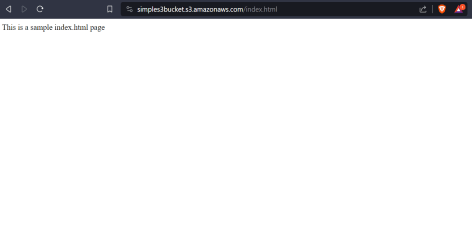 simples3bucket.s3.amazonaws.com/index.html
This is a sample index.html page